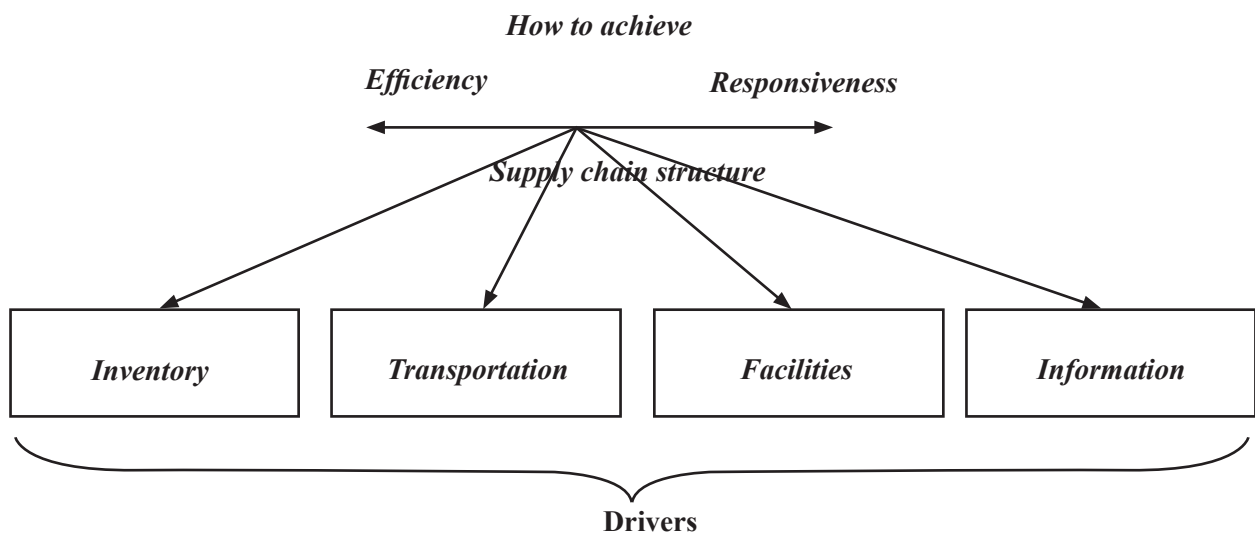 How to achieve
Efficiency Responsiveness
Supply chain structure
Inventory Transportation Facilities Information
Drivers